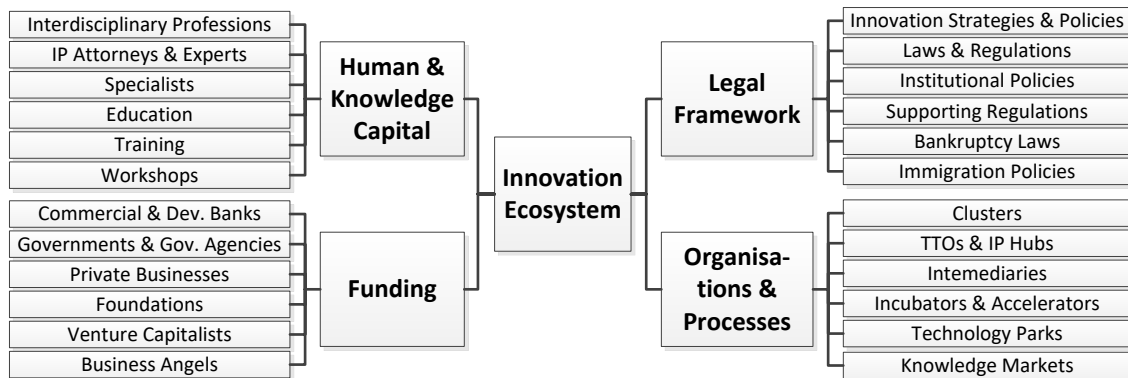 Interdisciplinary Professions
IP Attorneys & Experts
Specialists
Education
Training
Workshops
Human &
Knowledge
Capital
Commercial & Dev. Banks
Governments & Gov. Agencies
Private Businesses
Foundations
Venture Capitalists
Business Angels
Funding
Innovation
Ecosystem
Legal
Framework
Innovation Strategies & Policies
Laws & Regulations
Institutional Policies
Supporting Regulations
Bankruptcy Laws
Immigration Policies
Organisa-
tions &
Processes
Clusters
TTOs & IP Hubs
Intemediaries
Incubators & Accelerators
Technology Parks
Knowledge Markets